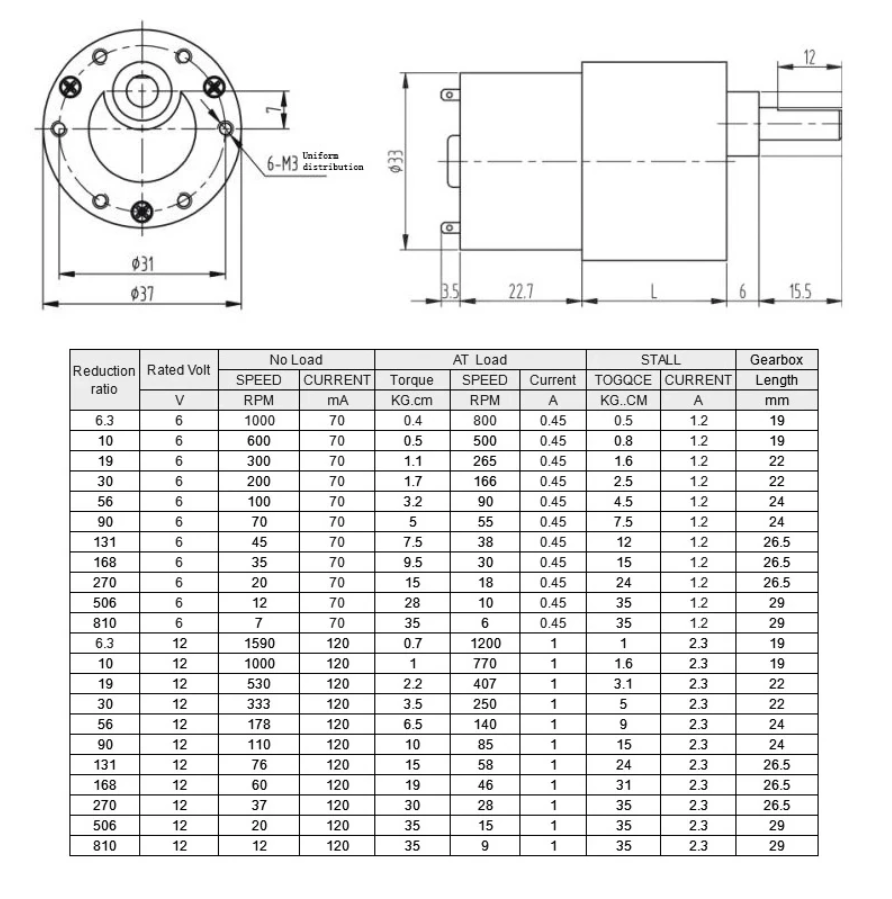 12
7
6-M3 Uniform
distribution
ϕ33
ϕ31
ϕ37
3.5 22.7 L 6 15.5
Reduction ratio Rated Volt No Load AT Load STALL Gearbox
SPEED CURRENT Torque SPEED Current TOGQCE CURRENT Length
V RPM mA KG.cm RPM A KG..CM A mm
6.3 6 1000 70 0.4 800 0.45 0.5 1.2 19
10 6 600 70 0.5 500 0.45 0.8 1.2 19
19 6 300 70 1.1 265 0.45 1.6 1.2 22
30 6 200 70 1.7 166 0.45 2.5 1.2 22
56 6 100 70 3.2 90 0.45 4.5 1.2 24
90 6 70 70 5 55 0.45 7.5 1.2 24
131 6 45 70 7.5 38 0.45 12 1.2 26.5
168 6 35 70 9.5 30 0.45 15 1.2 26.5
270 6 20 70 15 18 0.45 24 1.2 26.5
506 6 12 70 28 10 0.45 35 1.2 29
810 6 7 70 35 6 0.45 35 1.2 29
6.3 12 1590 120 0.7 1200 1 1 2.3 19
10 12 1000 120 1 770 1 1.6 2.3 19
19 12 530 120 2.2 407 1 3.1 2.3 22
30 12 333 120 3.5 250 1 5 2.3 22
56 12 178 120 6.5 140 1 9 2.3 24
90 12 110 120 10 85 1 15 2.3 24
131 12 76 120 15 58 1 24 2.3 26.5
168 12 60 120 19 46 1 31 2.3 26.5
270 12 37 120 30 28 1 35 2.3 26.5
506 12 20 120 35 15 1 35 2.3 29
810 12 12 120 35 9 1 35 2.3 29